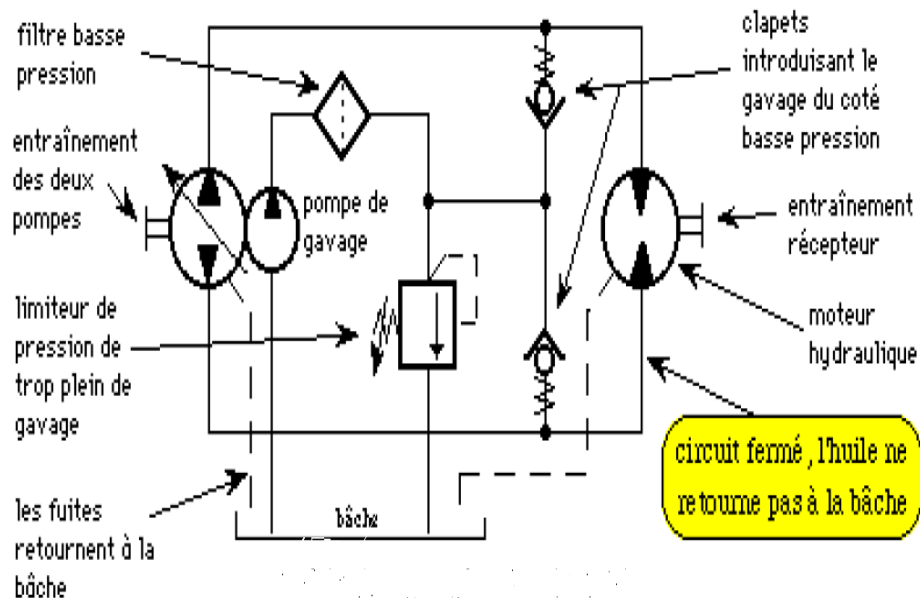 filtre basse
pression
clapets
introduisant le
gavage du coté
basse pression
entraînement
des deux
pompes
pompe de
gavage
entraînement
récepteur
limiteur de
pression de
trop plein de
gavage
moteur
hydraulique
circuit fermé, l'huile ne
retourne pas à la bâche
les fuites
retournent à la
bâche
bâche